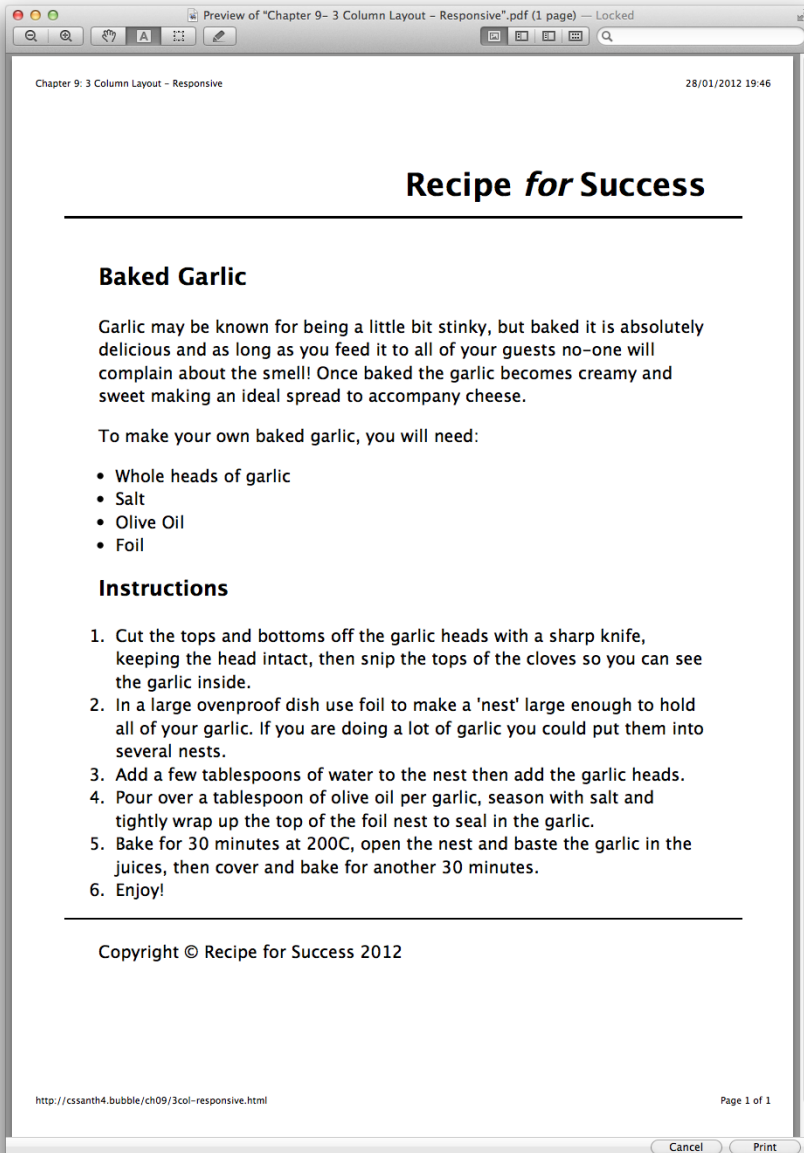 Preview of “Chapter 9- 3 Column Layout - Responsive”.pdf (1 page) — Locked
A
Chapter 9: 3 Column Layout - Responsive 28/01/2012 19:46
Recipe for Success
Baked Garlic
Garlic may be known for being a little bit stinky, but baked it is absolutely
delicious and as long as you feed it to all of your guests no-one will
complain about the smell! Once baked the garlic becomes creamy and
sweet making an ideal spread to accompany cheese.
To make your own baked garlic, you will need:
• Whole heads of garlic
• Salt
• Olive Oil
• Foil
Instructions
1. Cut the tops and bottoms off the garlic heads with a sharp knife,
keeping the head intact, then snip the tops of the cloves so you can see
the garlic inside.
2. In a large ovenproof dish use foil to make a 'nest' large enough to hold
all of your garlic. If you are doing a lot of garlic you could put them into
several nests.
3. Add a few tablespoons of water to the nest then add the garlic heads.
4. Pour over a tablespoon of olive oil per garlic, season with salt and
tightly wrap up the top of the foil nest to seal in the garlic.
5. Bake for 30 minutes at 200C, open the nest and baste the garlic in the
juices, then cover and bake for another 30 minutes.
6. Enjoy!
Copyright © Recipe for Success 2012
http://cssanth4.bubble/ch09/3col-responsive.html Page 1 of 1
Cancel Print